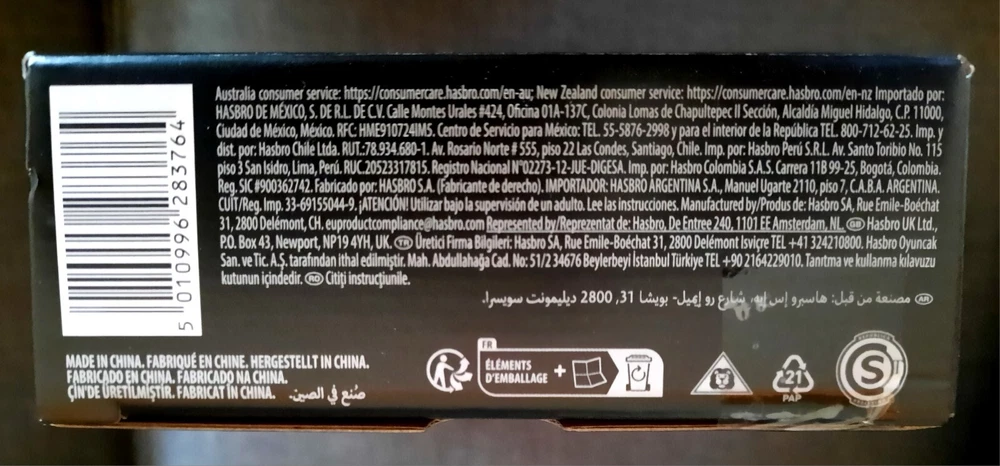 Australia consumer service: https://consumercare.hasbro.com/en-au; New Zealand consumer service: https://consumercare.hasbro.com/en-nz Importado por:
HASBRO DE MÉXICO, S. DE R.L. DE C.V. Calle Montes Urales #424, Oficina 01A-137C, Colonia Lomas de Chapultepec II Sección, Alcaldía Miguel Hidalgo, C.P. 11000,
Ciudad de México, México. RFC: HME910724IM5. Centro de Servicio para México: TEL. 55-5876-2998 y para el interior de la República TEL. 800-712-62-25. Imp. y
dist. por: Hasbro Chile Ltda. RUT.:78.934.680-1. Av. Rosario Norte # 555, piso 22 Las Condes, Santiago, Chile. Imp. por: Hasbro Perú S.R.L. Av. Santo Toribio No. 115
piso 3 San Isidro, Lima, Perú. RUC.20523317815. Registro Nacional N°02273-12-JUE-DIGESA. Imp. por: Hasbro Colombia S.A.S. Carrera 11B 99-25, Bogotá, Colombia.
Reg. SIC #900362742. Fabricado por: HASBRO S.A. (Fabricante de derecho). IMPORTADOR: HASBRO ARGENTINA S.A., Manuel Ugarte 2110, piso 7, C.A.B.A. ARGENTINA.
CUIT/Reg. Imp. 33-69155044-9. ¡ATENCIÓN! Utilizar bajo la supervisión de un adulto. Lee las instrucciones. Manufactured by/Produs de: Hasbro SA, Rue Emile-Boéchat
31, 2800 Delémont, CH. euproductcompliance@hasbro.com Represented by/Reprezentat de: Hasbro, De Entree 240, 1101 EE Amsterdam, NL. GB Hasbro UK Ltd.,
P.O. Box 43, Newport, NP19 4YH, UK. TR Üretici Firma Bilgileri: Hasbro SA, Rue Emile-Boéchat 31, 2800 Delémont İsviçre TEL +41 324210800. Hasbro Oyuncak
San. ve Tic. A.Ş. tarafından ithal edilmiştir. Mah. Abdullahağa Cad. No: 51/2 34676 Beylerbeyi İstanbul Türkiye TEL +90 2164229010. Tanıtma ve kullanma kılavuzu
kutunun içindedir. RO Citiți instrucțiunile.
AR مصنعة من قبل: هاسبرو إس إيه، شارع رو إيميل- بويشا 31, 2800 ديليمونت سويسرا.
5 010996 283764
MADE IN CHINA. FABRIQUÉ EN CHINE. HERGESTELLT IN CHINA.
FABRICADO EN CHINA. FABRICADO NA CHINA.
ÇİN'DE ÜRETİLMİŞTİR. FABRICAT ÎN CHINA. صُنع في الصين.
FR
ÉLÉMENTS
D'EMBALLAGE +
21
PAP
S